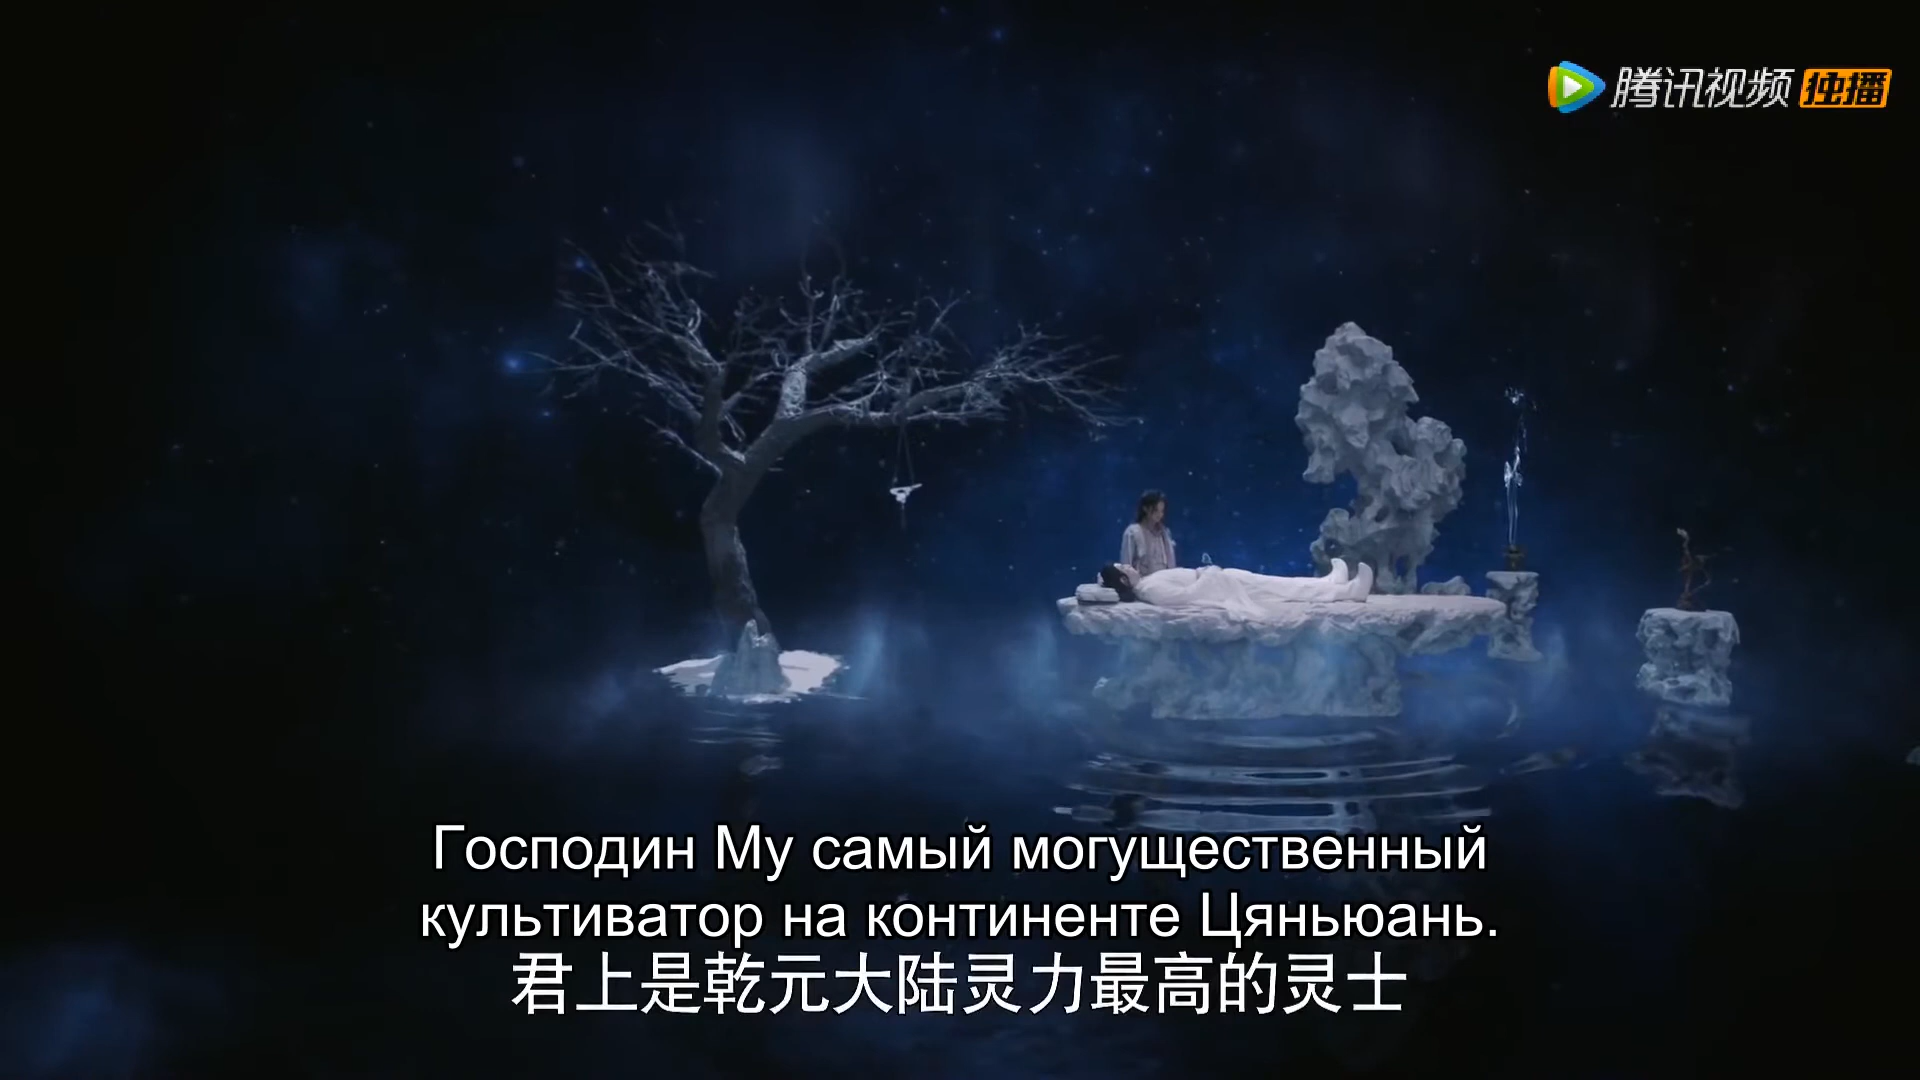 腾讯视频 独播
Господин Му самый могущественный
культиватор на континенте Цяньюань.
君上是乾元大陆灵力最高的灵士